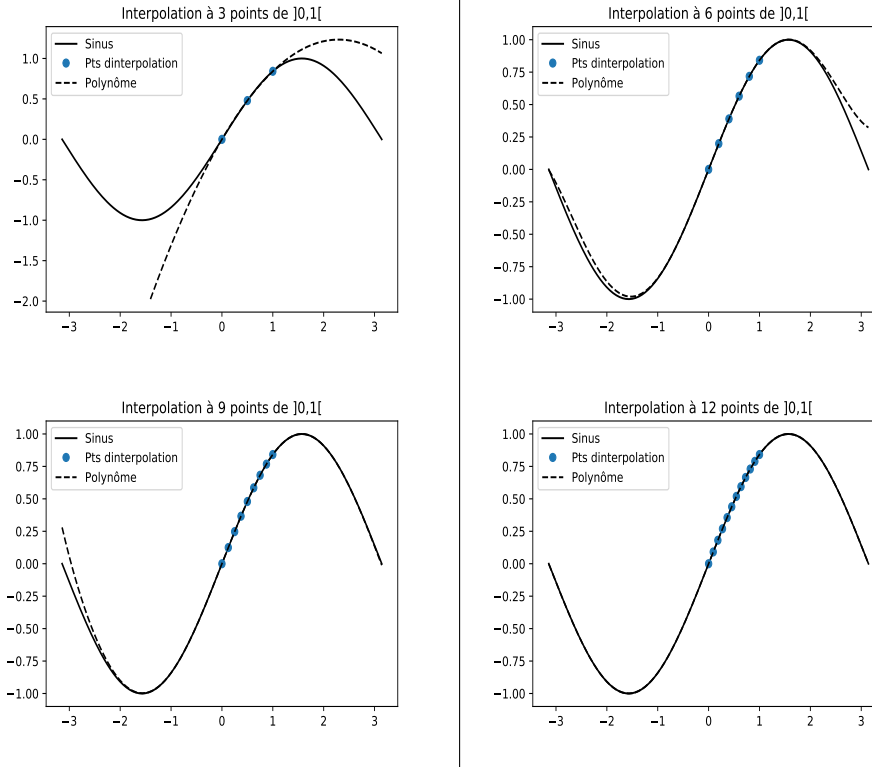 Interpolation à 3 points de ]0,1[
Sinus
Pts dinterpolation
Polynôme
1.0
0.5
0.0
−0.5
−1.0
−1.5
−2.0
−3 −2 −1 0 1 2 3
Interpolation à 6 points de ]0,1[
Sinus
Pts dinterpolation
Polynôme
1.00
0.75
0.50
0.25
0.00
−0.25
−0.50
−0.75
−1.00
−3 −2 −1 0 1 2 3
Interpolation à 9 points de ]0,1[
Sinus
Pts dinterpolation
Polynôme
1.00
0.75
0.50
0.25
0.00
−0.25
−0.50
−0.75
−1.00
−3 −2 −1 0 1 2 3
Interpolation à 12 points de ]0,1[
Sinus
Pts dinterpolation
Polynôme
1.00
0.75
0.50
0.25
0.00
−0.25
−0.50
−0.75
−1.00
−3 −2 −1 0 1 2 3